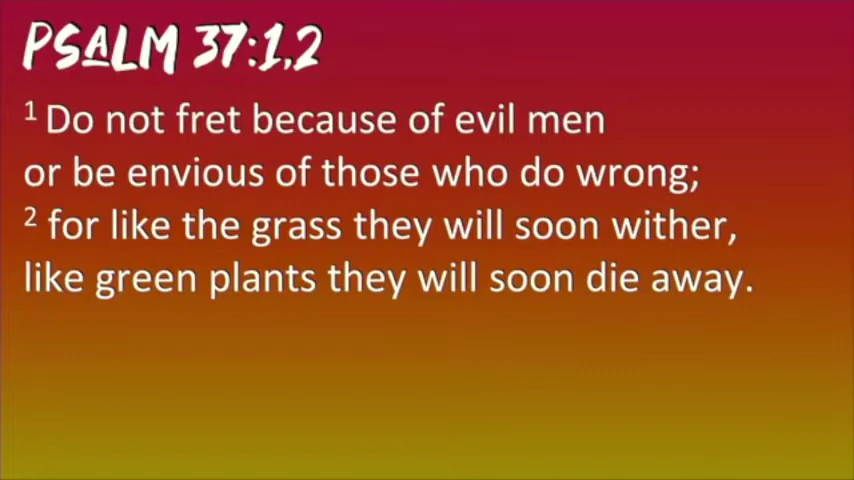 PSALM 37:1,2
1 Do not fret because of evil men
or be envious of those who do wrong;
2 for like the grass they will soon wither,
like green plants they will soon die away.